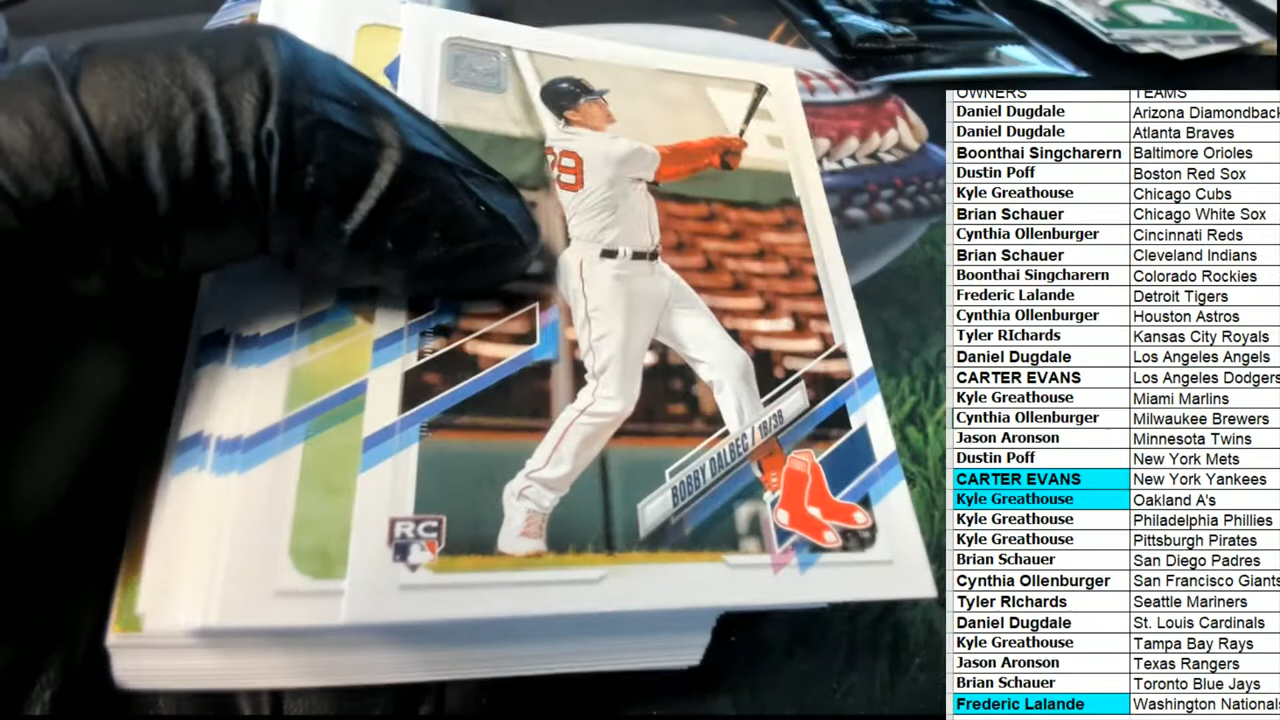 29
BOBBY DALBEC / 1B/3B
RC
OWNERS TEAMS
Daniel Dugdale Arizona Diamondback
Daniel Dugdale Atlanta Braves
Boonthai Singcharern Baltimore Orioles
Dustin Poff Boston Red Sox
Kyle Greathouse Chicago Cubs
Brian Schauer Chicago White Sox
Cynthia Ollenburger Cincinnati Reds
Brian Schauer Cleveland Indians
Boonthai Singcharern Colorado Rockies
Frederic Lalande Detroit Tigers
Cynthia Ollenburger Houston Astros
Tyler RIchards Kansas City Royals
Daniel Dugdale Los Angeles Angels
CARTER EVANS Los Angeles Dodgers
Kyle Greathouse Miami Marlins
Cynthia Ollenburger Milwaukee Brewers
Jason Aronson Minnesota Twins
Dustin Poff New York Mets
CARTER EVANS New York Yankees
Kyle Greathouse Oakland A's
Kyle Greathouse Philadelphia Phillies
Kyle Greathouse Pittsburgh Pirates
Brian Schauer San Diego Padres
Cynthia Ollenburger San Francisco Giants
Tyler RIchards Seattle Mariners
Daniel Dugdale St. Louis Cardinals
Kyle Greathouse Tampa Bay Rays
Jason Aronson Texas Rangers
Brian Schauer Toronto Blue Jays
Frederic Lalande Washington National